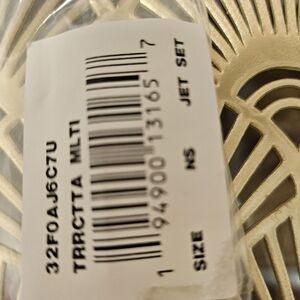 32F0AJ6C7U
TRRCTTA MLTI
1 94900 13165 7
SIZE NS JET SET